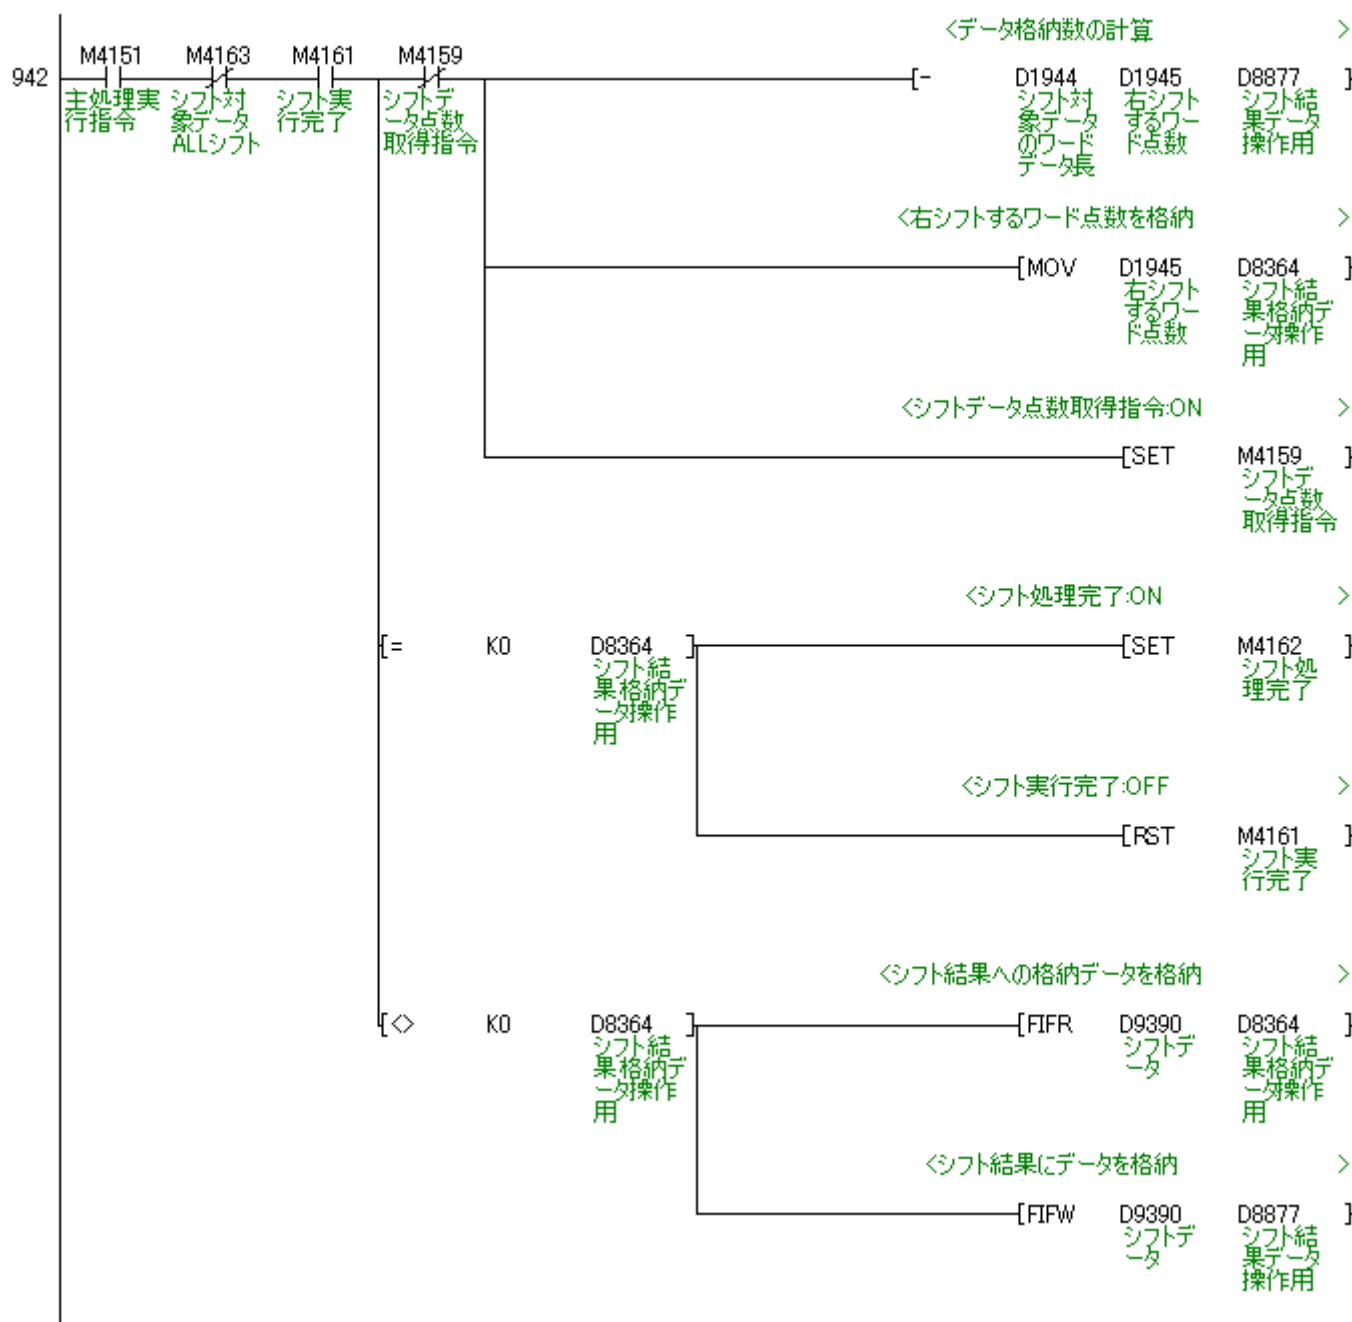 <データ格納数の計算 >
M4151 M4163 M4161 M4159
942 [- D1944 D1945 D8877 ]
主処理実 シフト対 シフト実 シフトデ シフト対 右シフト シフト結
行指令 象データ 行完了 ータ点数 象データ するワー 果データ
ALLシフト 取得指令 のワード ド点数 操作用
データ長
<右シフトするワード点数を格納 >
[MOV D1945 D8364 ]
右シフト シフト結
するワー 果格納デ
ド点数 ータ操作
用
<シフトデータ点数取得指令:ON >
[SET M4159 ]
シフトデ
ータ点数
取得指令
<シフト処理完了:ON >
[= K0 D8364 ] [SET M4162 ]
シフト結 シフト処
果格納デ 理完了
ータ操作
用
<シフト実行完了:OFF >
[RST M4161 ]
シフト実
行完了
<シフト結果への格納データを格納 >
[<> K0 D8364 ] [FIFR D9390 D8364 ]
シフト結 シフトデ シフト結
果格納デ ータ 果格納デ
ータ操作 ータ操作
用 用
<シフト結果にデータを格納 >
[FIFW D9390 D8877 ]
シフトデ シフト結
ータ 果データ
操作用